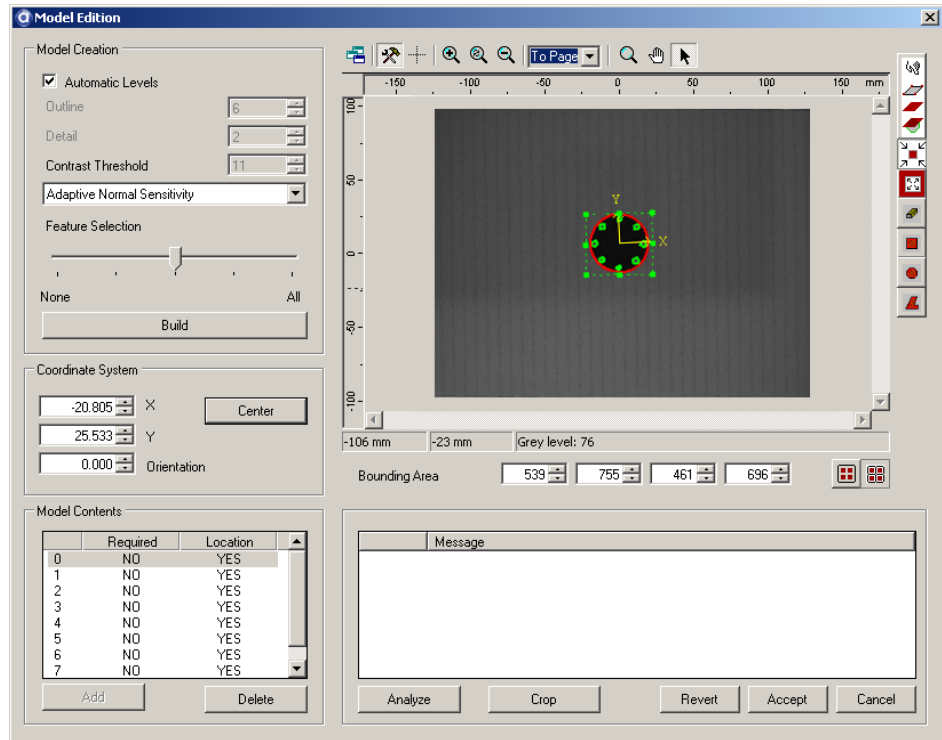 Model Edition
Model Creation
Automatic Levels
Outline 6
Detail 2
Contrast Threshold 11
Adaptive Normal Sensitivity
Feature Selection
None All
Build
Coordinate System
-20.805 X Center
25.533 Y
0.000 Orientation
Model Contents
Required Location
0 NO YES
1 NO YES
2 NO YES
3 NO YES
4 NO YES
5 NO YES
6 NO YES
7 NO YES
Add Delete
To Page
-150 -100 -50 0 50 100 150 mm
100
50
0
-50
-100
Y
X
-106 mm -23 mm Grey level: 76
Bounding Area 539 755 461 696
Message
Analyze Crop Revert Accept Cancel